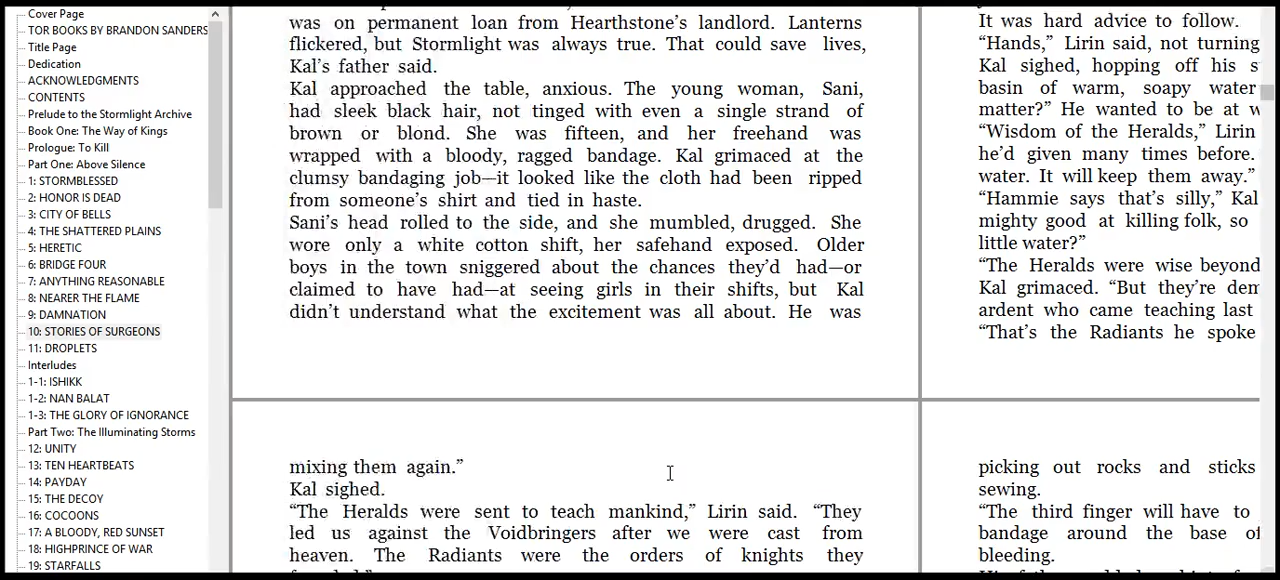 Cover Page
TOR BOOKS BY BRANDON SANDERS
Title Page
Dedication
ACKNOWLEDGMENTS
CONTENTS
Prelude to the Stormlight Archive
Book One: The Way of Kings
Prologue: To Kill
Part One: Above Silence
1: STORMBLESSED
2: HONOR IS DEAD
3: CITY OF BELLS
4: THE SHATTERED PLAINS
5: HERETIC
6: BRIDGE FOUR
7: ANYTHING REASONABLE
8: NEARER THE FLAME
9: DAMNATION
10: STORIES OF SURGEONS
11: DROPLETS
Interludes
1-1: ISHIKK
1-2: NAN BALAT
1-3: THE GLORY OF IGNORANCE
Part Two: The Illuminating Storms
12: UNITY
13: TEN HEARTBEATS
14: PAYDAY
15: THE DECOY
16: COCOONS
17: A BLOODY, RED SUNSET
18: HIGHPRINCE OF WAR
19: STARFALLS
was on permanent loan from Hearthstone's landlord. Lanterns
flickered, but Stormlight was always true. That could save lives,
Kal's father said.
Kal approached the table, anxious. The young woman, Sani,
had sleek black hair, not tinged with even a single strand of
brown or blond. She was fifteen, and her freehand was
wrapped with a bloody, ragged bandage. Kal grimaced at the
clumsy bandaging job—it looked like the cloth had been ripped
from someone's shirt and tied in haste.
Sani's head rolled to the side, and she mumbled, drugged. She
wore only a white cotton shift, her safehand exposed. Older
boys in the town sniggered about the chances they'd had—or
claimed to have had—at seeing girls in their shifts, but Kal
didn't understand what the excitement was all about. He was
It was hard advice to follow.
“Hands,” Lirin said, not turning
Kal sighed, hopping off his s
basin of warm, soapy water
matter?” He wanted to be at w
“Wisdom of the Heralds,” Lirin
he'd given many times before.
water. It will keep them away.”
“Hammie says that's silly,” Kal
mighty good at killing folk, so
little water?”
“The Heralds were wise beyond
Kal grimaced. “But they're dem
ardent who came teaching last
“That's the Radiants he spoke
mixing them again.”
Kal sighed.
“The Heralds were sent to teach mankind,” Lirin said. “They
led us against the Voidbringers after we were cast from
heaven. The Radiants were the orders of knights they
picking out rocks and sticks
sewing.
“The third finger will have to
bandage around the base of
bleeding.